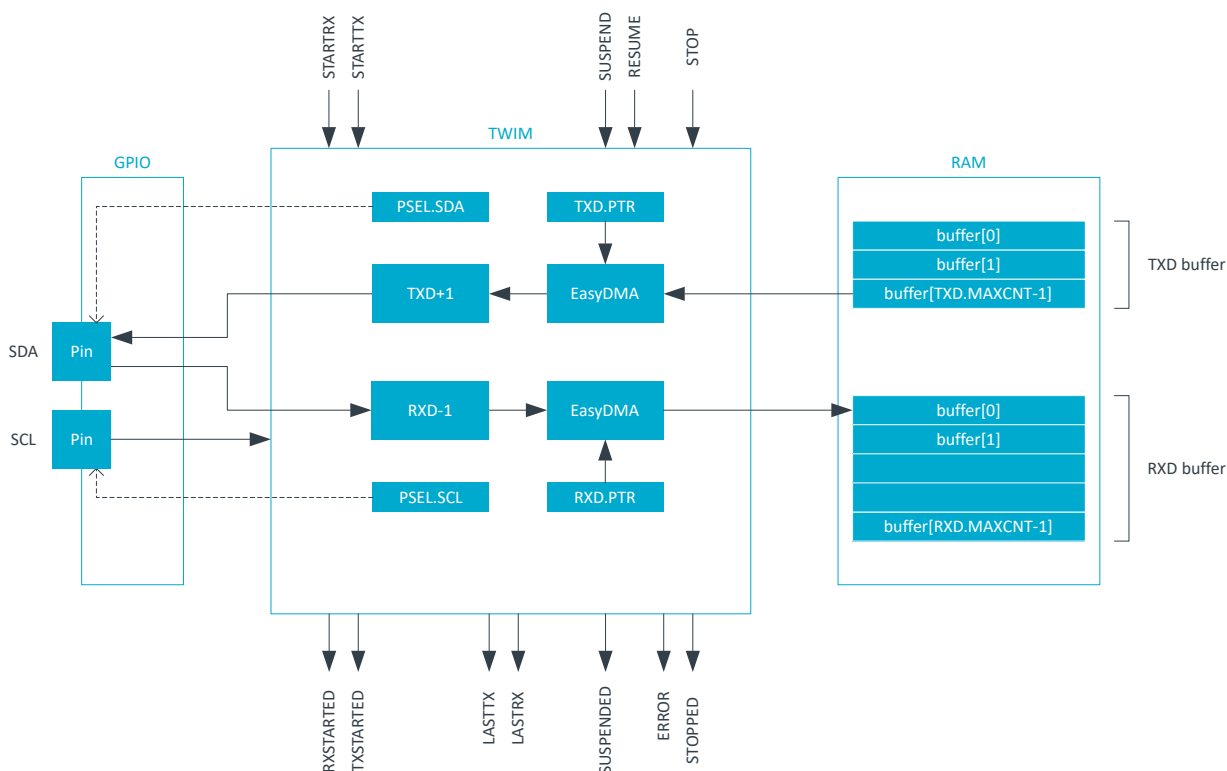 STARTRX
STARTTX
SUSPEND
RESUME
STOP
TWIM
GPIO
RAM
PSEL.SDA
TXD.PTR
buffer[0]
buffer[1]
buffer[TXD.MAXCNT-1]
TXD buffer
TXD+1
EasyDMA
SDA
Pin
RXD-1
EasyDMA
SCL
Pin
buffer[0]
buffer[1]
buffer[RXD.MAXCNT-1]
RXD buffer
PSEL.SCL
RXD.PTR
RXSTARTED
TXSTARTED
LASTTX
LASTRX
SUSPENDED
ERROR
STOPPED